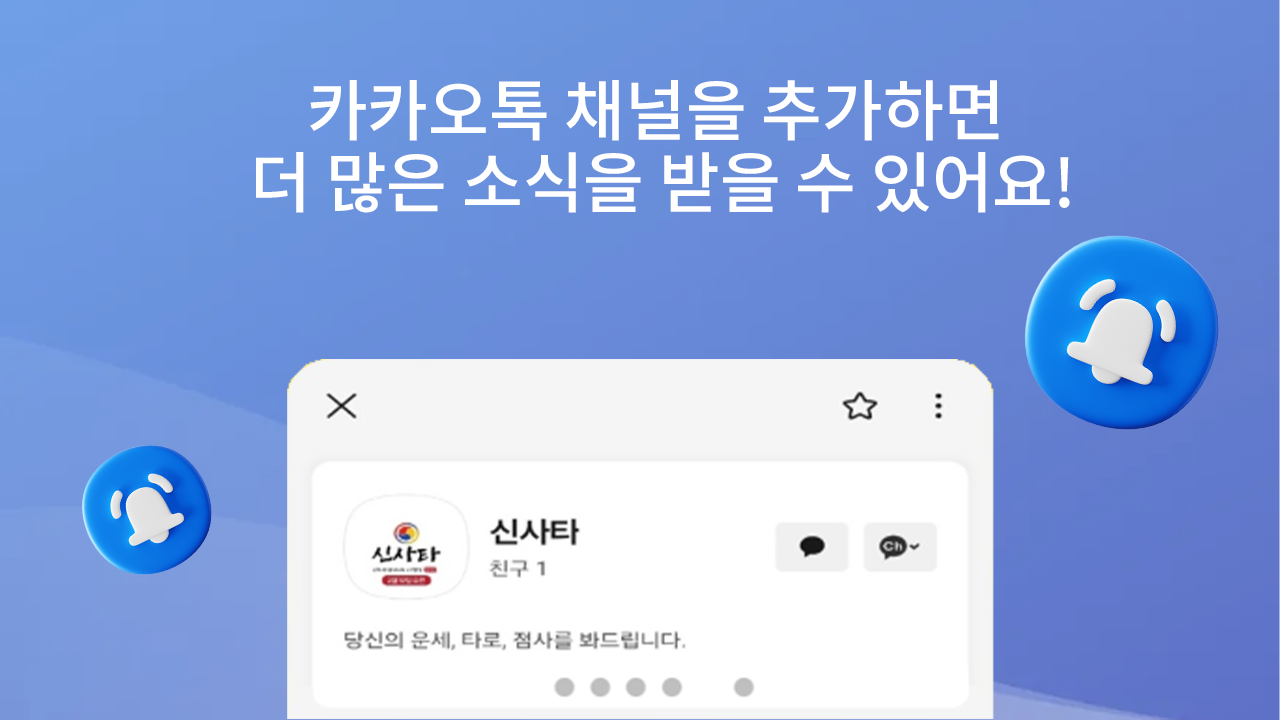 카카오톡 채널을 추가하면
더 많은 소식을 받을 수 있어요!
신사타
신사타
친구 1
Ch
당신의 운세, 타로, 점사를 봐드립니다.